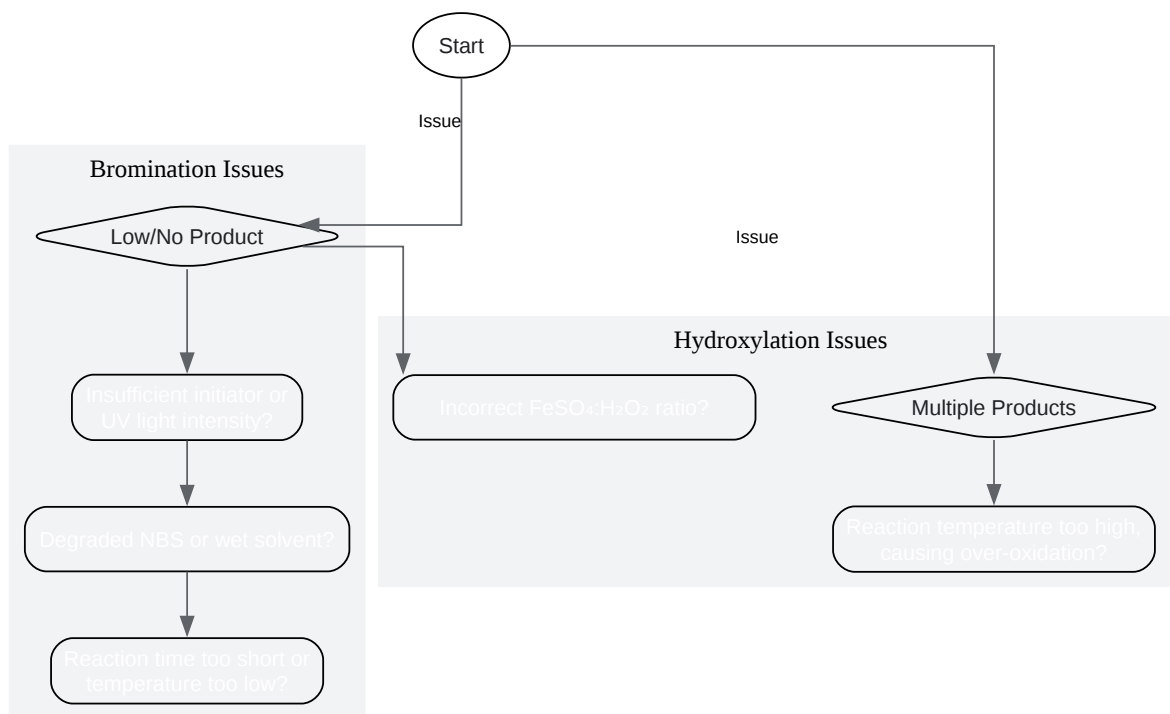 Start
Issue
Bromination Issues
Low/No Product
Issue
Hydroxylation Issues
Insufficient initiator or
UV light intensity?
Incorrect FeSO₄:H₂O₂ ratio?
Multiple Products
Degraded NBS or wet solvent?
Reaction temperature too high,
causing over-oxidation?
Reaction time too short or
temperature too low?